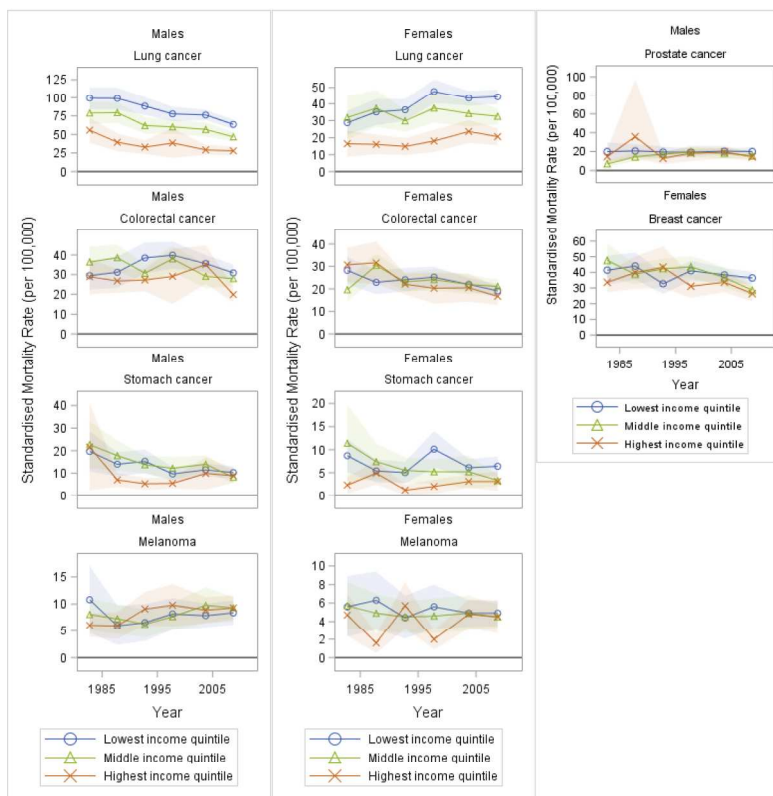 Males
Lung cancer
125
100
75
50
25
0
Males
Colorectal cancer
40
30
20
10
0
Males
Stomach cancer
40
30
20
10
0
Males
Melanoma
15
10
5
0
1985 1995 2005
Year
Standardised Mortality Rate (per 100,000)
Lowest income quintile
Middle income quintile
Highest income quintile
Females
Lung cancer
50
40
30
20
10
0
Females
Colorectal cancer
40
30
20
10
0
Females
Stomach cancer
20
15
10
5
0
Females
Melanoma
10
8
6
4
2
0
1985 1995 2005
Year
Standardised Mortality Rate (per 100,000)
Lowest income quintile
Middle income quintile
Highest income quintile
Males
Prostate cancer
100
80
60
40
20
0
Females
Breast cancer
60
50
40
30
20
10
0
1985 1995 2005
Year
Standardised Mortality Rate (per 100,000)
Lowest income quintile
Middle income quintile
Highest income quintile